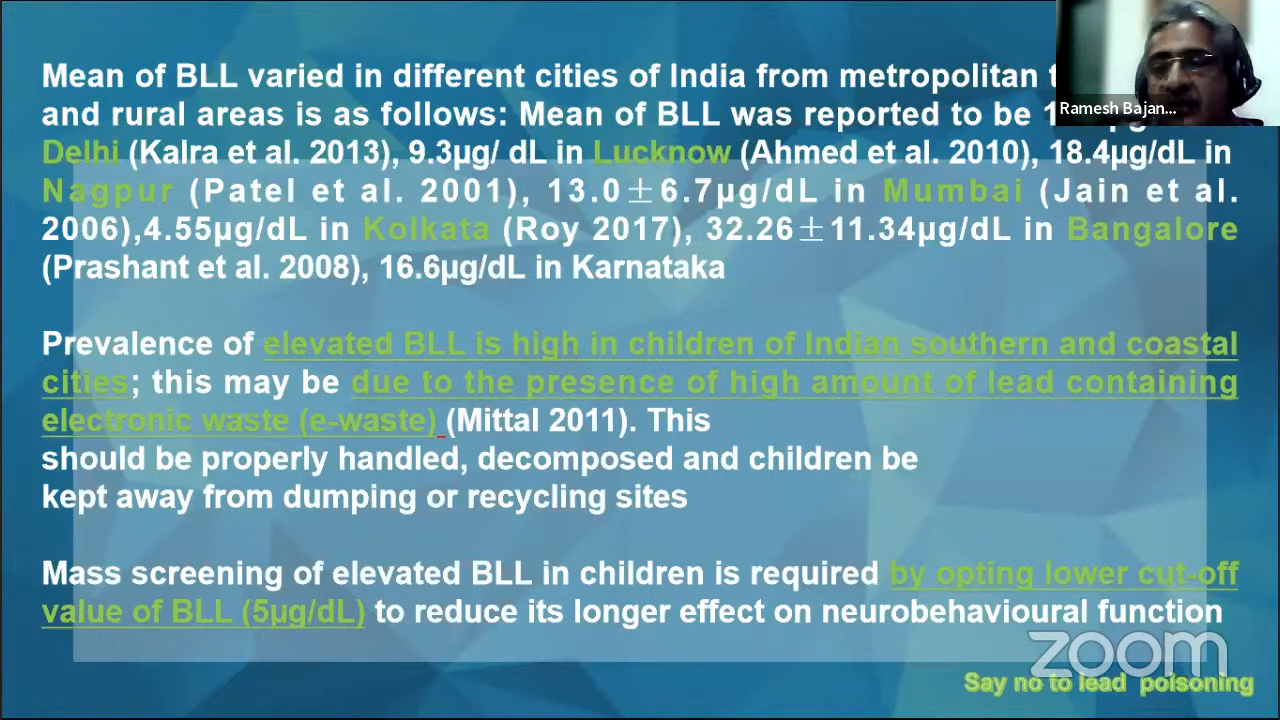 Mean of BLL varied in different cities of India from metropolitan
and rural areas is as follows: Mean of BLL was reported to be
Ramesh Bajan...
Delhi (Kalra et al. 2013), 9.3µg/ dL in Lucknow (Ahmed et al. 2010), 18.4µg/dL in
Nagpur (Patel et al. 2001), 13.0±6.7µg/dL in Mumbai (Jain et al.
2006),4.55µg/dL in Kolkata (Roy 2017), 32.26±11.34µg/dL in Bangalore
(Prashant et al. 2008), 16.6µg/dL in Karnataka
Prevalence of elevated BLL is high in children of Indian southern and coastal
cities; this may be due to the presence of high amount of lead containing
electronic waste (e-waste) (Mittal 2011). This
should be properly handled, decomposed and children be
kept away from dumping or recycling sites
Mass screening of elevated BLL in children is required by opting lower cut-off
value of BLL (5µg/dL) to reduce its longer effect on neurobehavioural function
zoom
Say no to lead poisoning